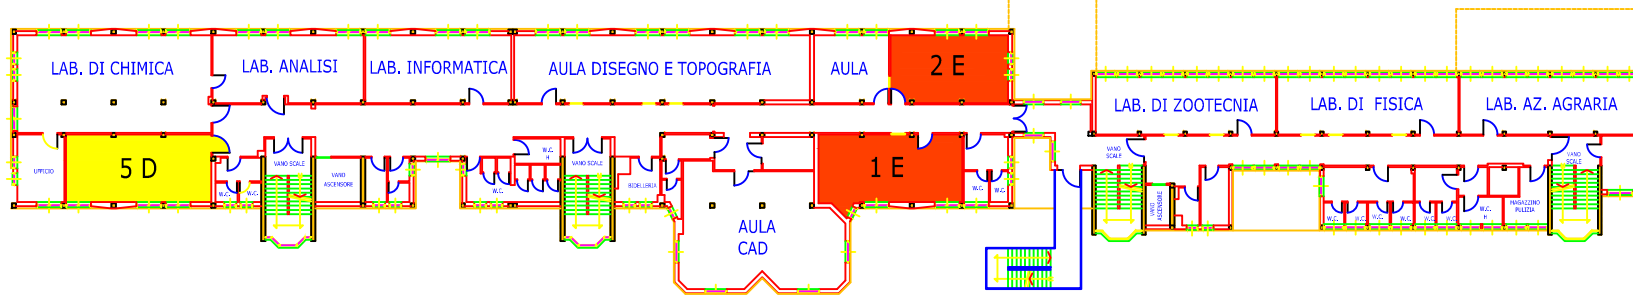 LAB. DI CHIMICA
LAB. ANALISI
LAB. INFORMATICA
AULA DISEGNO E TOPOGRAFIA
AULA
2 E
LAB. DI ZOOTECNIA
LAB. DI FISICA
LAB. AZ. AGRARIA
UFFICIO
5 D
VANO SCALE
VANO
ASCENSORE
W.C.
W.C.
W.C.
W.C.
W.C.
H
W.C.
VANO SCALE
BIDELLERIA
W.C.
1 E
W.C.
W.C.
AULA
CAD
VANO
SCALE
VANO
ASCENSORE
W.C.
W.C.
W.C.
W.C.
W.C.
W.C.
W.C.
H
MAGAZZINO
PULIZIA
VANO
SCALE